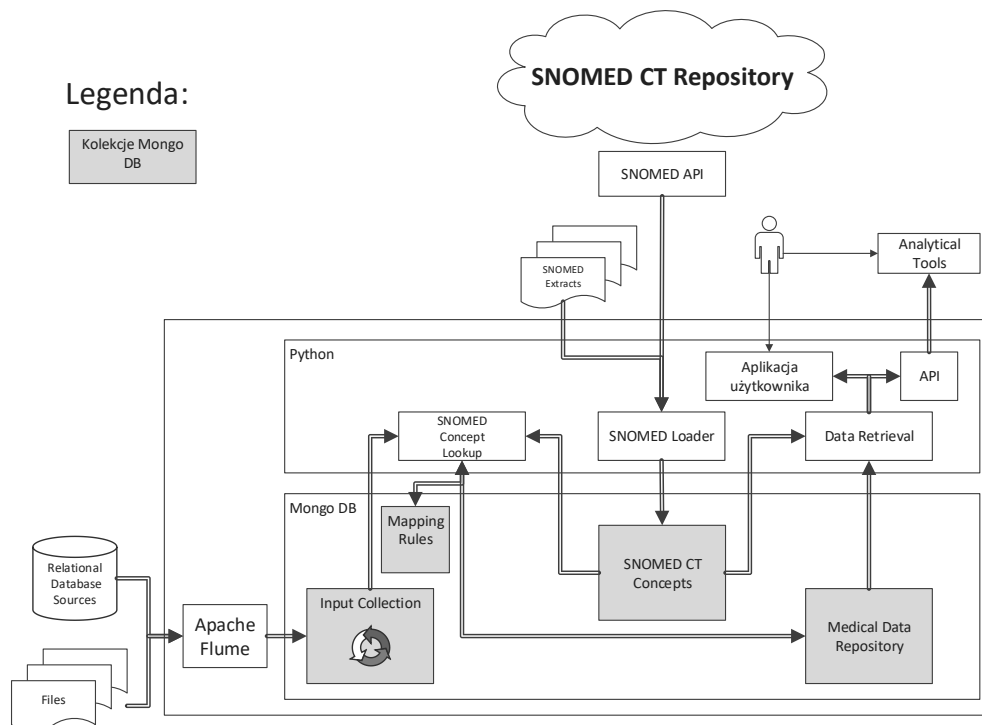 SNOMED CT Repository
Legenda:
Kolekcje Mongo
DB
SNOMED API
Analytical
Tools
SNOMED
Extracts
Python
Aplikacja
użytkownika
API
SNOMED
Concept
Lookup
SNOMED Loader
Data Retrieval
Mongo DB
Mapping
Rules
SNOMED CT
Concepts
Relational
Database
Sources
Input Collection
Apache
Flume
Medical Data
Repository
Files